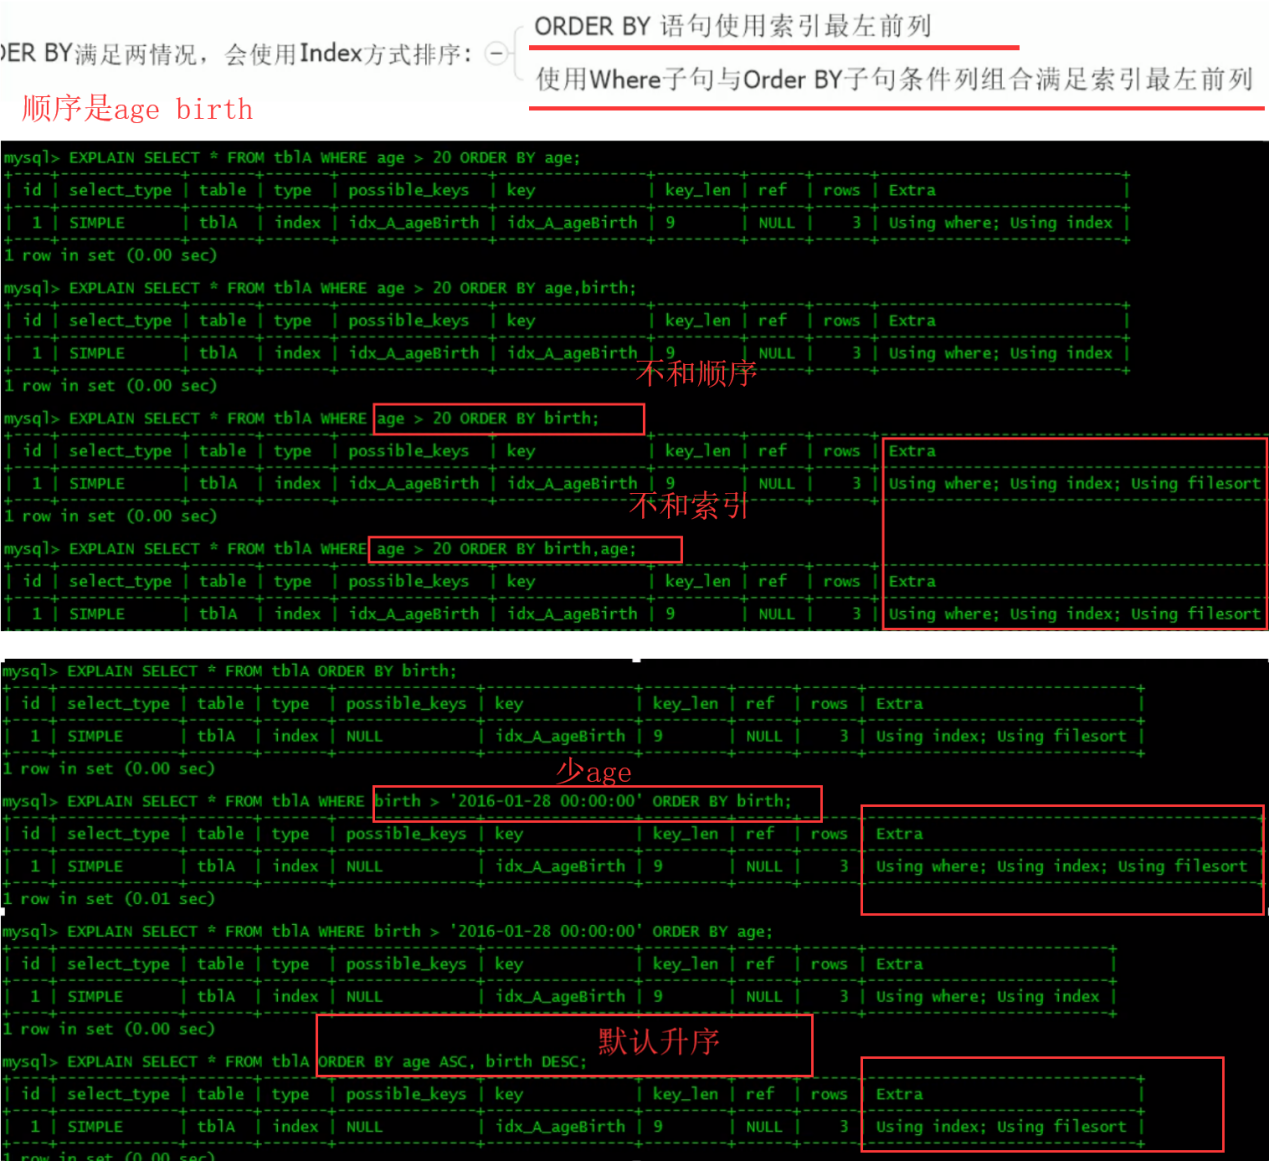 ORDER BY 语句使用索引最左前列
DER BY满足两情况，会使用Index方式排序：
使用Where子句与Order BY子句条件列组合满足索引最左前列
顺序是age birth
mysql> EXPLAIN SELECT * FROM tblA WHERE age > 20 ORDER BY age;
| id | select_type | table | type | possible_keys | key | key_len | ref | rows | Extra |
| 1 | SIMPLE | tblA | index | idx_A_ageBirth | idx_A_ageBirth | 9 | NULL | 3 | Using where; Using index |
1 row in set (0.00 sec)
mysql> EXPLAIN SELECT * FROM tblA WHERE age > 20 ORDER BY age,birth;
| id | select_type | table | type | possible_keys | key | key_len | ref | rows | Extra |
| 1 | SIMPLE | tblA | index | idx_A_ageBirth | idx_A_ageBirth | 9 | NULL | 3 | Using where; Using index |
不和顺序
1 row in set (0.00 sec)
mysql> EXPLAIN SELECT * FROM tblA WHERE age > 20 ORDER BY birth;
| id | select_type | table | type | possible_keys | key | key_len | ref | rows | Extra
| 1 | SIMPLE | tblA | index | idx_A_ageBirth | idx_A_ageBirth | 9 | NULL | 3 | Using where; Using index; Using filesort
不和索引
1 row in set (0.00 sec)
mysql> EXPLAIN SELECT * FROM tblA WHERE age > 20 ORDER BY birth,age;
| id | select_type | table | type | possible_keys | key | key_len | ref | rows | Extra
| 1 | SIMPLE | tblA | index | idx_A_ageBirth | idx_A_ageBirth | 9 | NULL | 3 | Using where; Using index; Using filesort
mysql> EXPLAIN SELECT * FROM tblA ORDER BY birth;
| id | select_type | table | type | possible_keys | key | key_len | ref | rows | Extra |
| 1 | SIMPLE | tblA | index | NULL | idx_A_ageBirth | 9 | NULL | 3 | Using index; Using filesort |
1 row in set (0.00 sec)
少age
mysql> EXPLAIN SELECT * FROM tblA WHERE birth > '2016-01-28 00:00:00' ORDER BY birth;
| id | select_type | table | type | possible_keys | key | key_len | ref | rows | Extra |
| 1 | SIMPLE | tblA | index | NULL | idx_A_ageBirth | 9 | NULL | 3 | Using where; Using index; Using filesort |
1 row in set (0.01 sec)
mysql> EXPLAIN SELECT * FROM tblA WHERE birth > '2016-01-28 00:00:00' ORDER BY age;
| id | select_type | table | type | possible_keys | key | key_len | ref | rows | Extra |
| 1 | SIMPLE | tblA | index | NULL | idx_A_ageBirth | 9 | NULL | 3 | Using where; Using index |
1 row in set (0.00 sec)
默认升序
mysql> EXPLAIN SELECT * FROM tblA ORDER BY age ASC, birth DESC;
| id | select_type | table | type | possible_keys | key | key_len | ref | rows | Extra |
| 1 | SIMPLE | tblA | index | NULL | idx_A_ageBirth | 9 | NULL | 3 | Using index; Using filesort |
1 row in set (0.00 sec)